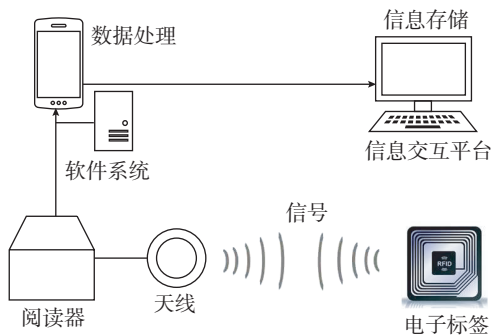 数据处理
信息存储
软件系统
信息交互平台
信号
RFID
阅读器
天线
电子标签